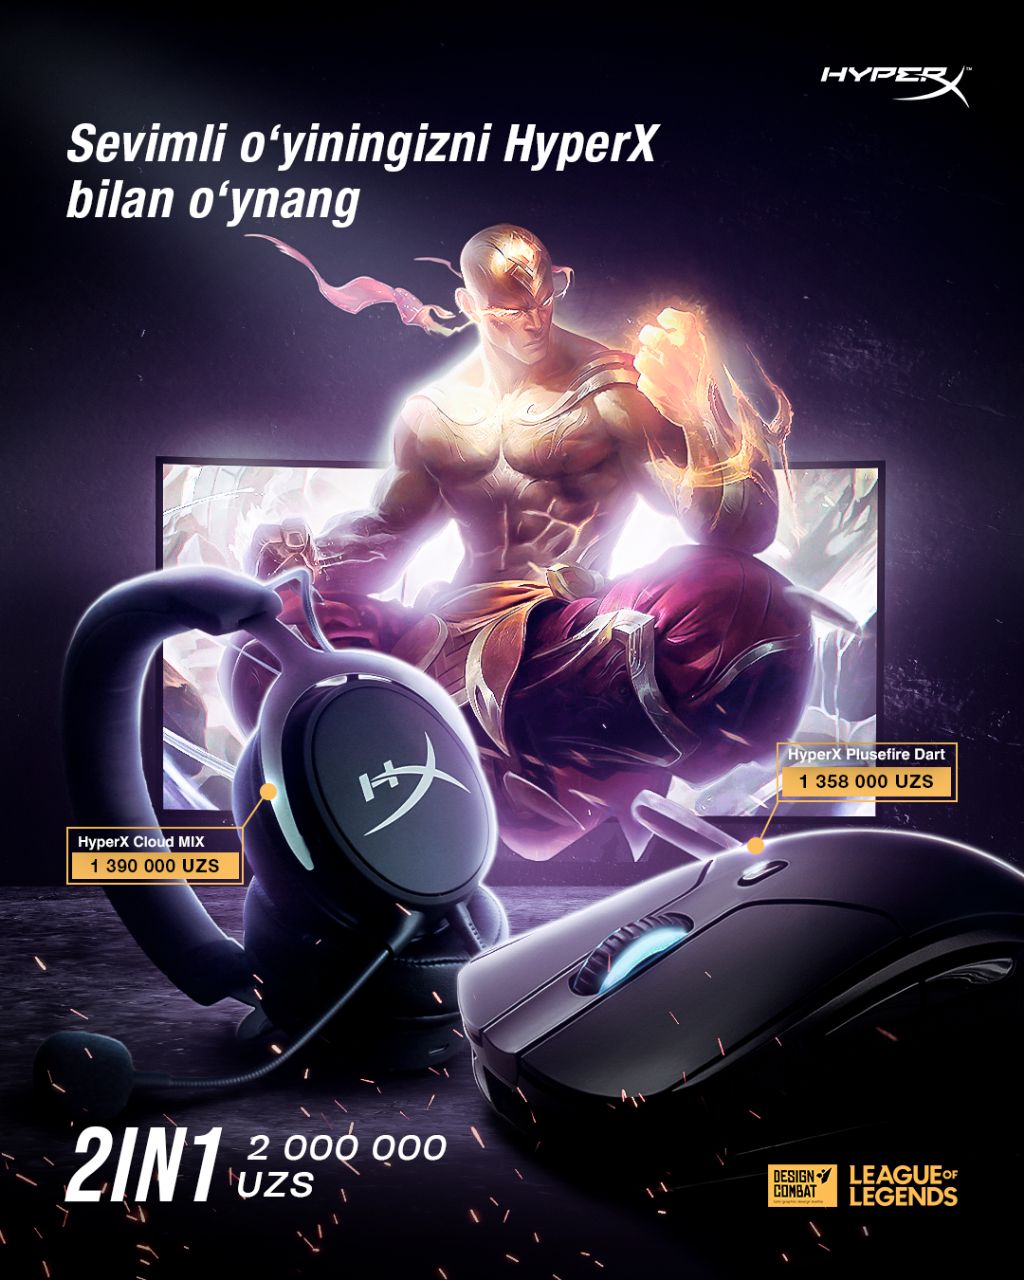 HYPERX™
Sevimli o‘yiningizni HyperX
bilan o‘ynang
HyperX Plusefire Dart
1 358 000 UZS
HyperX Cloud MIX
1 390 000 UZS
2IN1
2 000 000
UZS
DESIGN
COMBAT
LEAGUE OF
LEGENDS